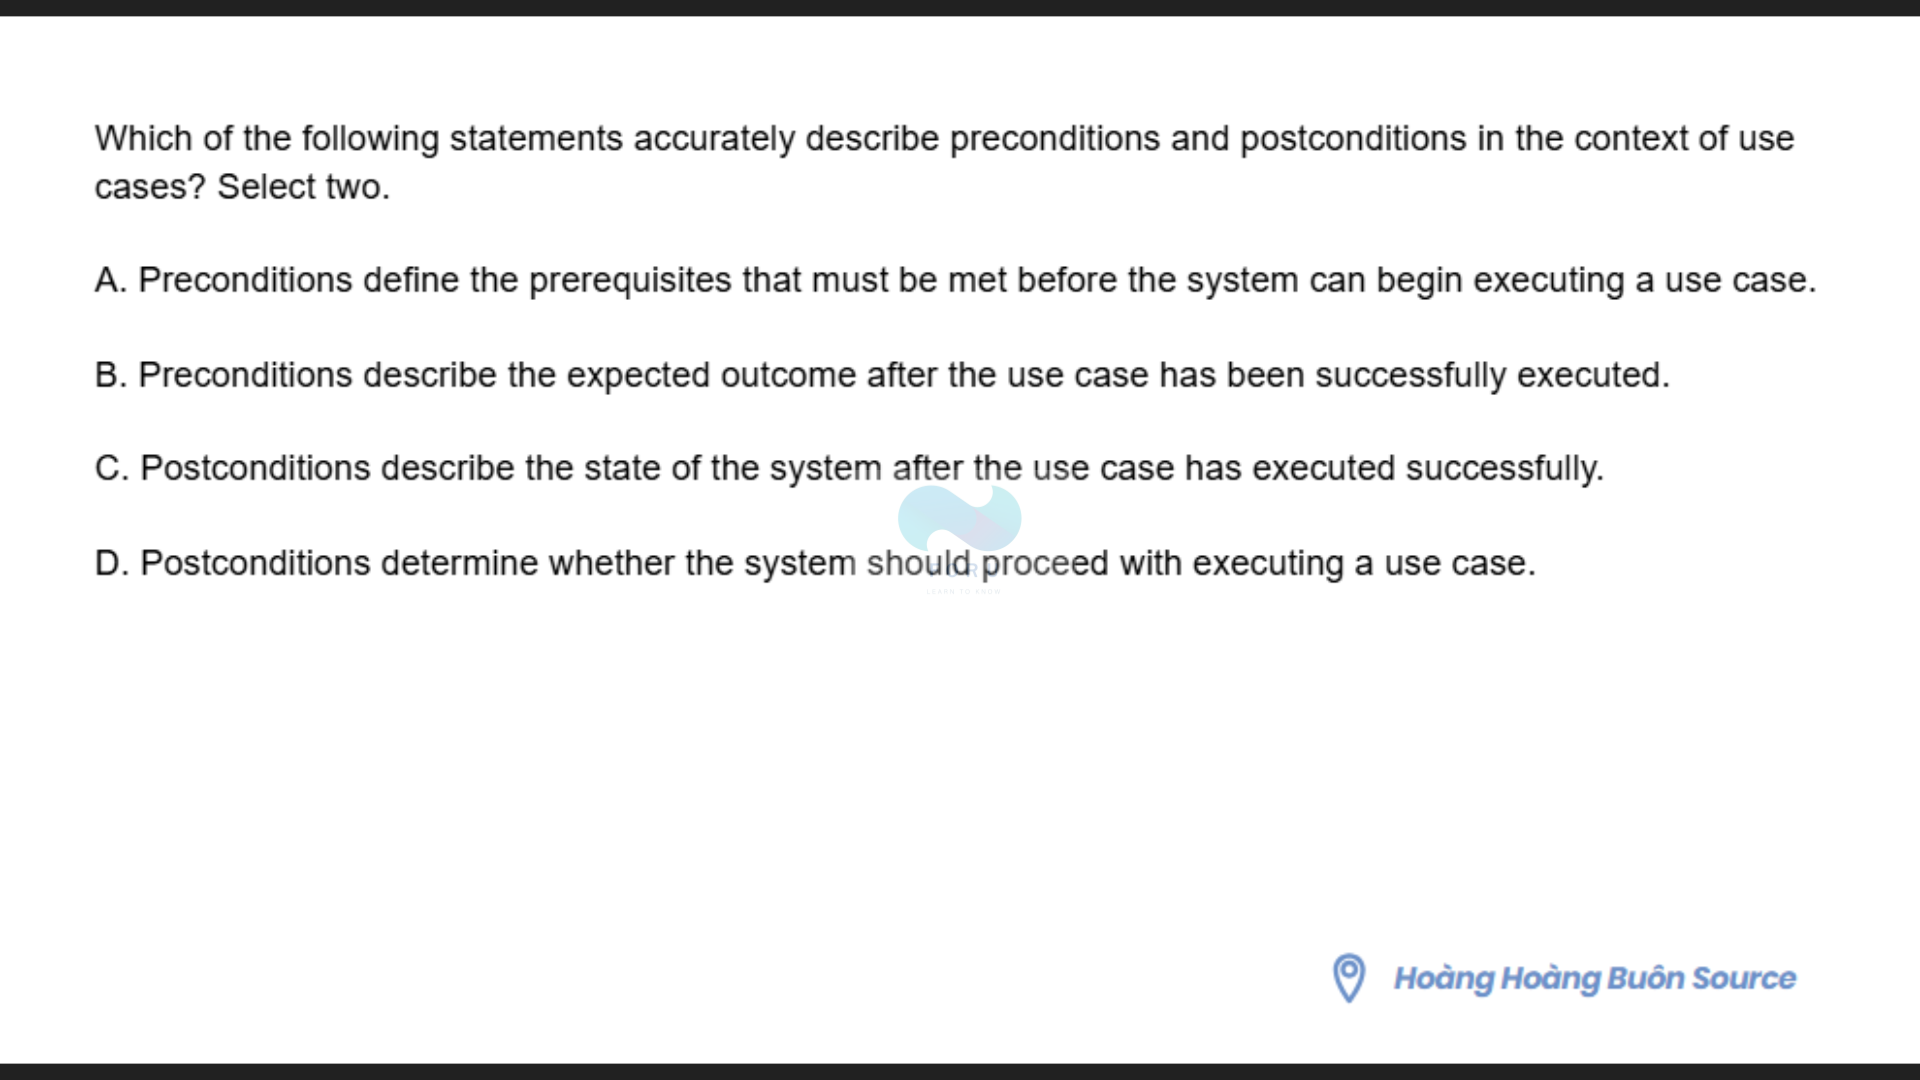 Which of the following statements accurately describe preconditions and postconditions in the context of use
cases? Select two.
A. Preconditions define the prerequisites that must be met before the system can begin executing a use case.
B. Preconditions describe the expected outcome after the use case has been successfully executed.
C. Postconditions describe the state of the system after the use case has executed successfully.
D. Postconditions determine whether the system should proceed with executing a use case.
LEARN TO KNOW
Hoàng Hoàng Buôn Source